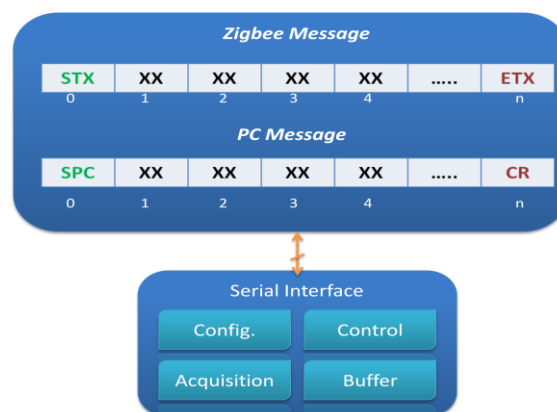 Zigbee Message
STX XX XX XX XX ..... ETX
0 1 2 3 4 n
PC Message
SPC XX XX XX XX ..... CR
0 1 2 3 4 n
Serial Interface
Config. Control
Acquisition Buffer